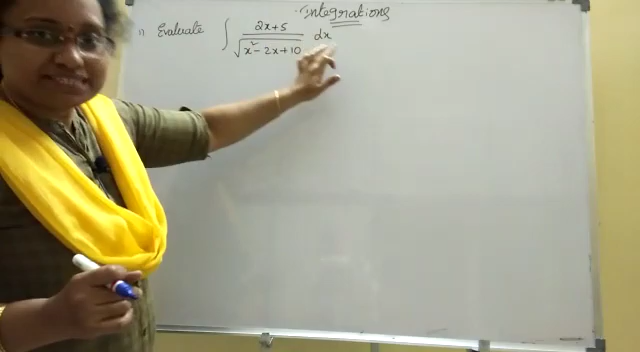 Integrations
1) Evaluate ∫ (2x+5)/√(x²-2x+10) dx